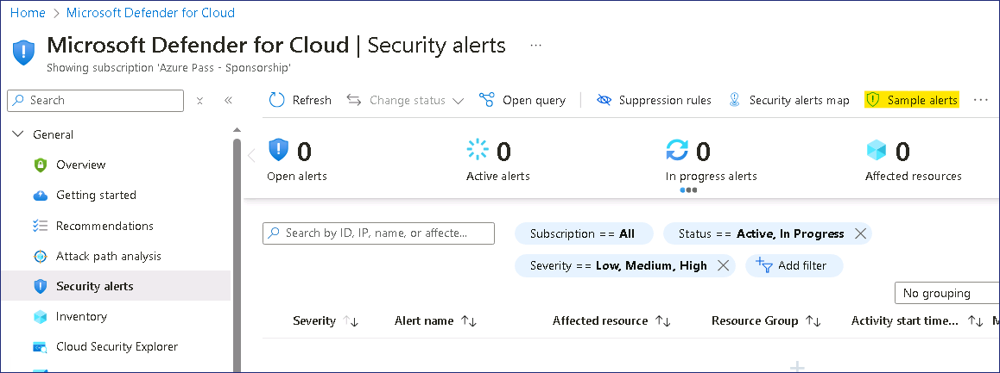 Home > Microsoft Defender for Cloud
Microsoft Defender for Cloud | Security alerts ...
Showing subscription 'Azure Pass - Sponsorship'
Search
Refresh Change status Open query Suppression rules Security alerts map Sample alerts ...
General
Overview
Getting started
Recommendations
Attack path analysis
Security alerts
Inventory
Cloud Security Explorer
0 Open alerts
0 Active alerts
0 In progress alerts
0 Affected resources
Search by ID, IP, name, or affecte...
Subscription == All Status == Active, In Progress
Severity == Low, Medium, High Add filter
No grouping
Severity Alert name Affected resource Resource Group Activity start time... M